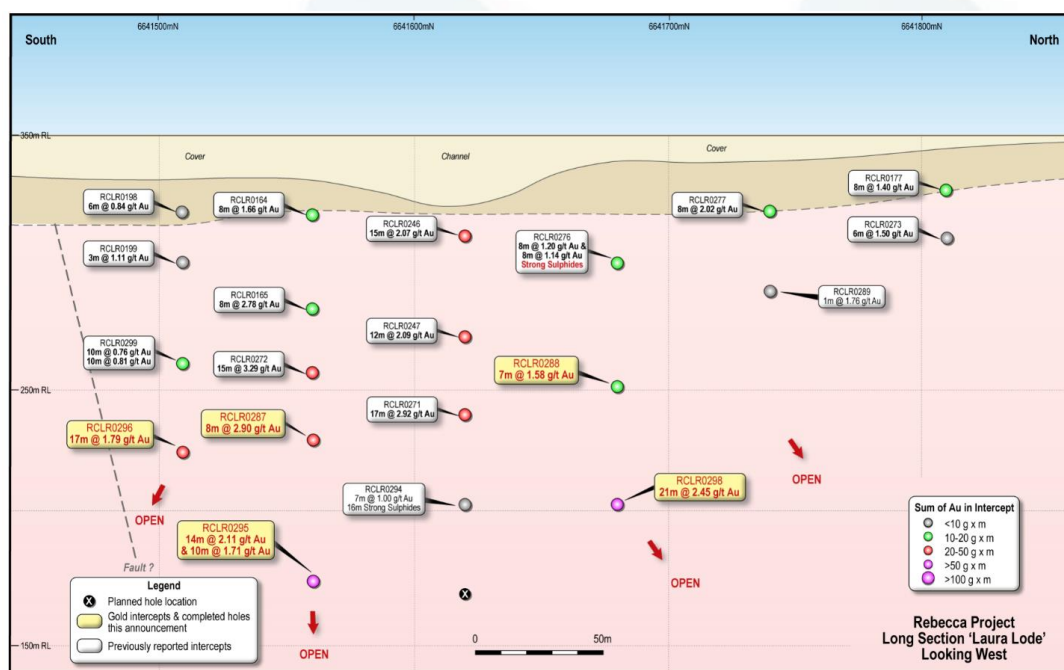 6641500mN
6641600mN
6641700mN
6641800mN
South
North
350m RL
Cover
Channel
Cover
RCLR0177
8m @ 1.40 g/t Au
RCLR0198
6m @ 0.84 g/t Au
RCLR0164
8m @ 1.66 g/t Au
RCLR0277
8m @ 2.02 g/t Au
RCLR0246
15m @ 2.07 g/t Au
RCLR0273
6m @ 1.50 g/t Au
RCLR0276
8m @ 1.20 g/t Au &
8m @ 1.14 g/t Au
Strong Sulphides
RCLR0199
3m @ 1.11 g/t Au
RCLR0165
8m @ 2.78 g/t Au
RCLR0289
1m @ 1.76 g/t Au
RCLR0247
12m @ 2.09 g/t Au
RCLR0299
10m @ 0.76 g/t Au
10m @ 0.81 g/t Au
RCLR0272
15m @ 3.29 g/t Au
RCLR0288
7m @ 1.58 g/t Au
250m RL
RCLR0271
17m @ 2.92 g/t Au
RCLR0287
8m @ 2.90 g/t Au
RCLR0296
17m @ 1.79 g/t Au
OPEN
RCLR0294
7m @ 1.00 g/t Au
16m Strong Sulphides
RCLR0298
21m @ 2.45 g/t Au
OPEN
RCLR0295
14m @ 2.11 g/t Au
& 10m @ 1.71 g/t Au
Sum of Au in Intercept
<10 g x m
10-20 g x m
20-50 g x m
>50 g x m
>100 g x m
Fault ?
OPEN
Legend
X Planned hole location
Gold intercepts & completed holes
this announcement
Previously reported intercepts
OPEN
0
50m
Rebecca Project
Long Section 'Laura Lode'
Looking West
150m RL